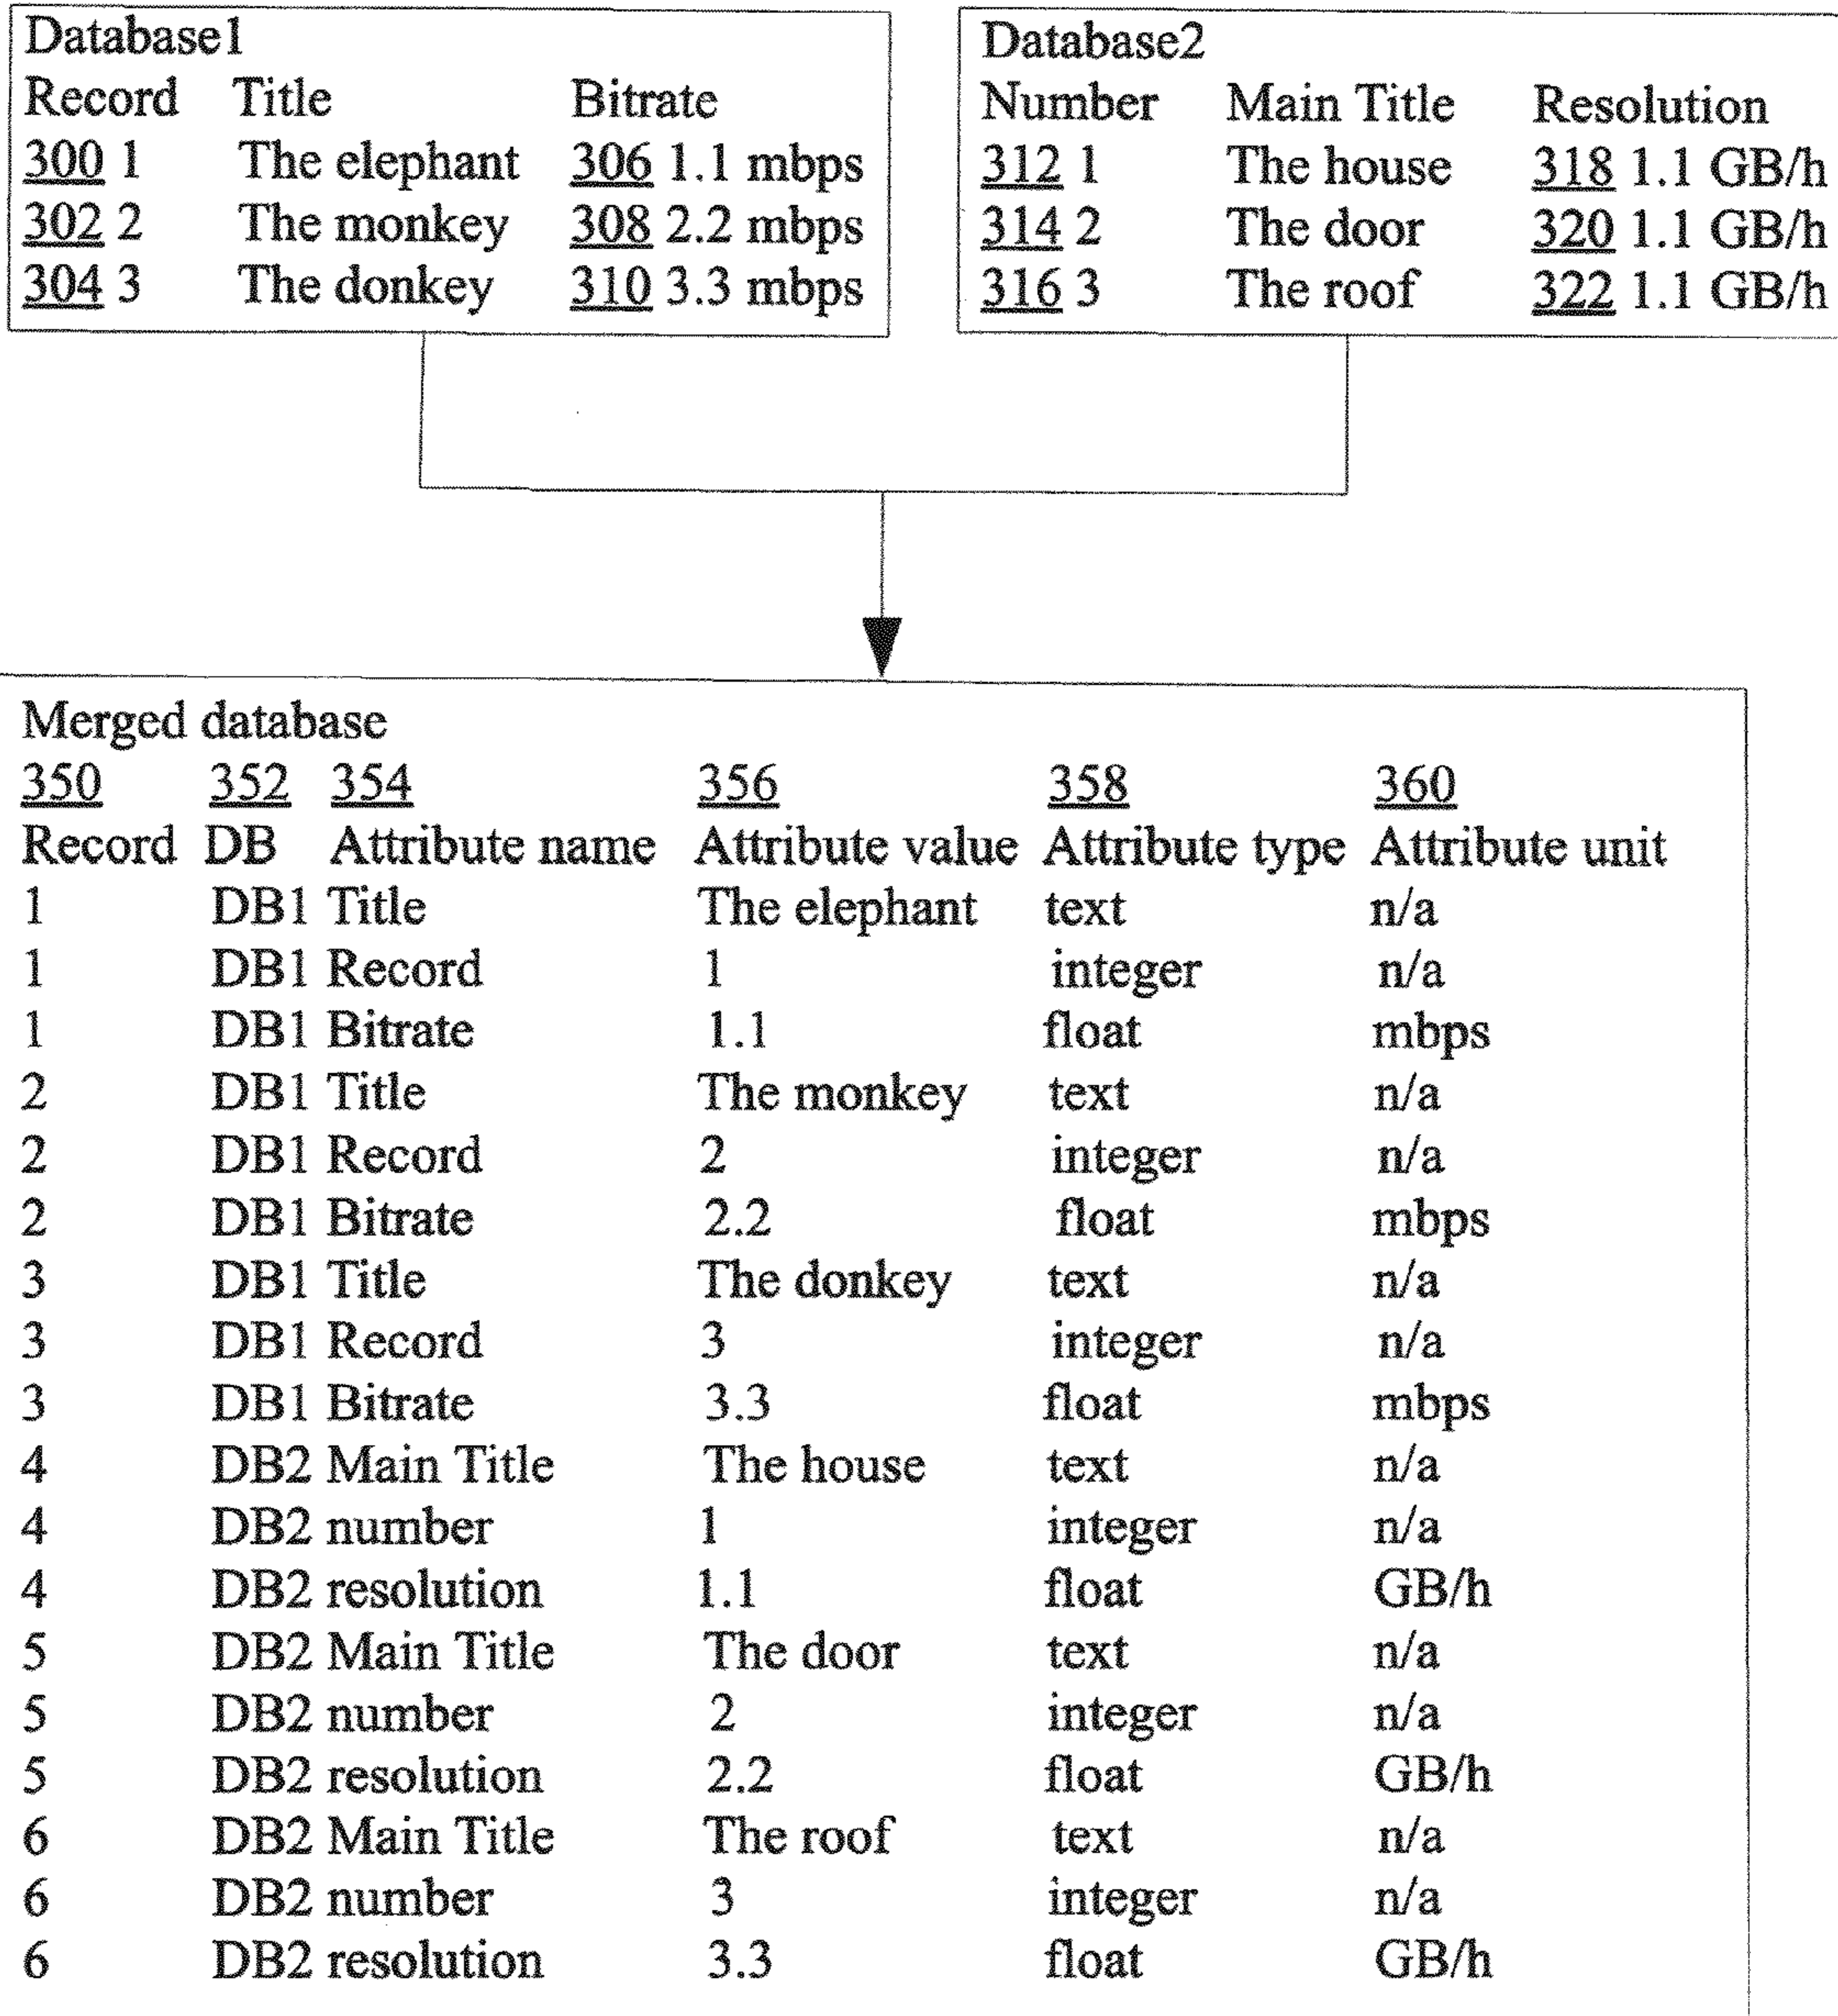 Database1
Record Title Bitrate
300 1 The elephant 306 1.1 mbps
302 2 The monkey 308 2.2 mbps
304 3 The donkey 310 3.3 mbps
Database2
Number Main Title Resolution
312 1 The house 318 1.1 GB/h
314 2 The door 320 1.1 GB/h
316 3 The roof 322 1.1 GB/h
Merged database
350 352 354 356 358 360
Record DB Attribute name Attribute value Attribute type Attribute unit
1 DB1 Title The elephant text n/a
1 DB1 Record 1 integer n/a
1 DB1 Bitrate 1.1 float mbps
2 DB1 Title The monkey text n/a
2 DB1 Record 2 integer n/a
2 DB1 Bitrate 2.2 float mbps
3 DB1 Title The donkey text n/a
3 DB1 Record 3 integer n/a
3 DB1 Bitrate 3.3 float mbps
4 DB2 Main Title The house text n/a
4 DB2 number 1 integer n/a
4 DB2 resolution 1.1 float GB/h
5 DB2 Main Title The door text n/a
5 DB2 number 2 integer n/a
5 DB2 resolution 2.2 float GB/h
6 DB2 Main Title The roof text n/a
6 DB2 number 3 integer n/a
6 DB2 resolution 3.3 float GB/h